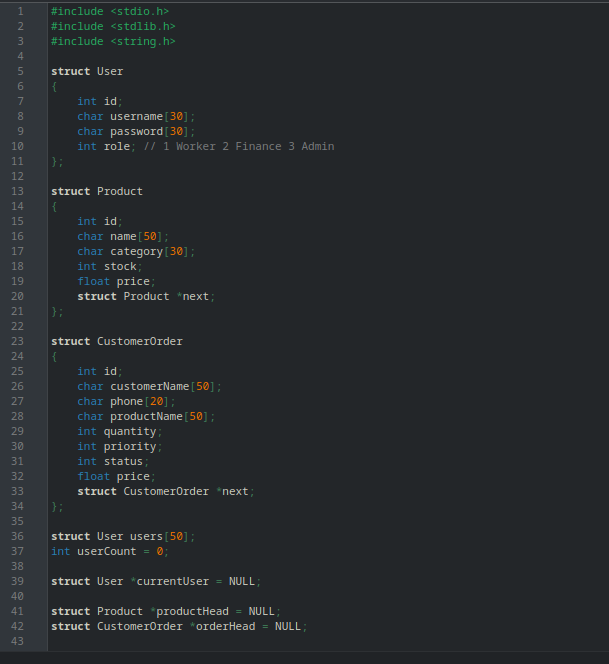 1 #include <stdio.h>
2 #include <stdlib.h>
3 #include <string.h>
4
5 struct User
6 {
7     int id;
8     char username[30];
9     char password[30];
10     int role; // 1 Worker 2 Finance 3 Admin
11 };
12
13 struct Product
14 {
15     int id;
16     char name[50];
17     char category[30];
18     int stock;
19     float price;
20     struct Product *next;
21 };
22
23 struct CustomerOrder
24 {
25     int id;
26     char customerName[50];
27     char phone[20];
28     char productName[50];
29     int quantity;
30     int priority;
31     int status;
32     float price;
33     struct CustomerOrder *next;
34 };
35
36 struct User users[50];
37 int userCount = 0;
38
39 struct User *currentUser = NULL;
40
41 struct Product *productHead = NULL;
42 struct CustomerOrder *orderHead = NULL;
43